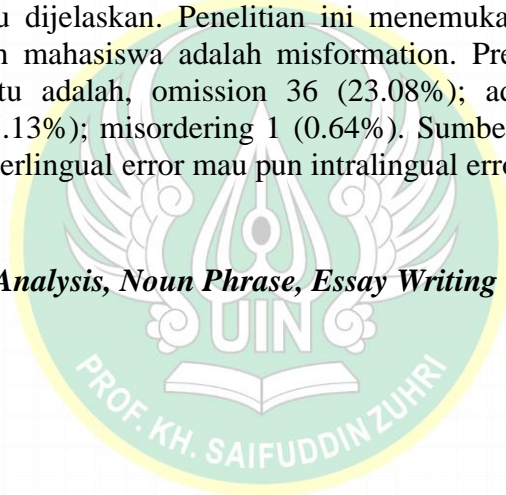 u dijelaskan. Penelitian ini menemuka
n mahasiswa adalah misformation. Pre
tu adalah, omission 36 (23.08%); ad
.13%); misordering 1 (0.64%). Sumbe
erlingual error mau pun intralingual erro
Analysis, Noun Phrase, Essay Writing
UIN
PROF. KH. SAIFUDDIN ZUHRI